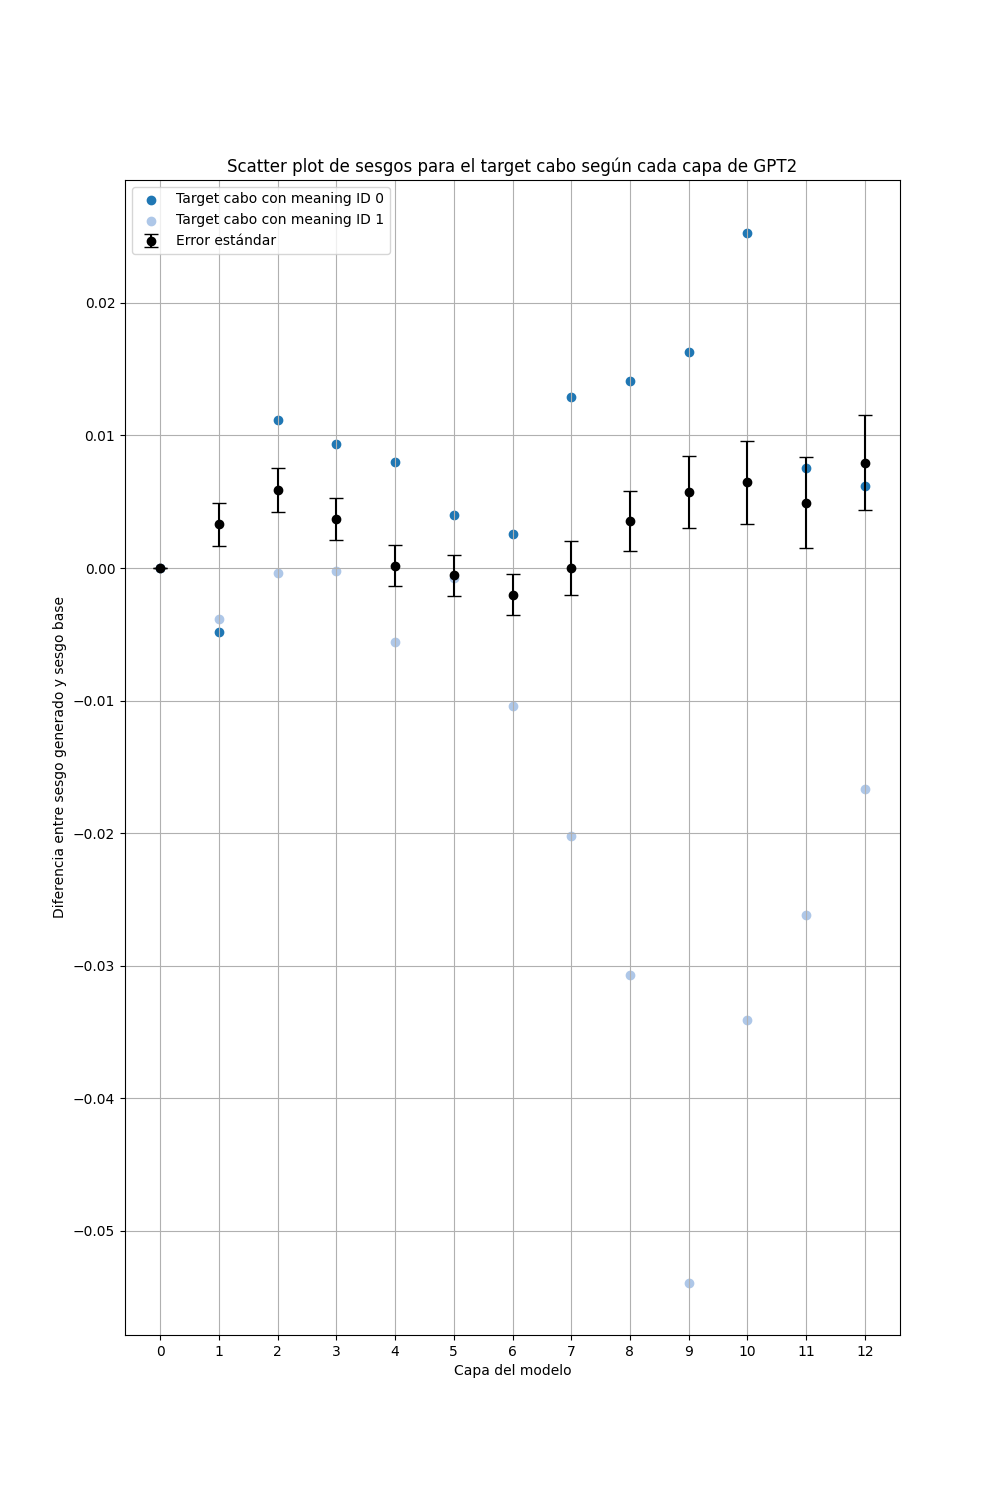 Scatter plot de sesgos para el target cabo según cada capa de GPT2
Target cabo con meaning ID 0
Target cabo con meaning ID 1
Error estándar
0.02
0.01
0.00
−0.01
−0.02
−0.03
−0.04
−0.05
Diferencia entre sesgo generado y sesgo base
0 1 2 3 4 5 6 7 8 9 10 11 12
Capa del modelo